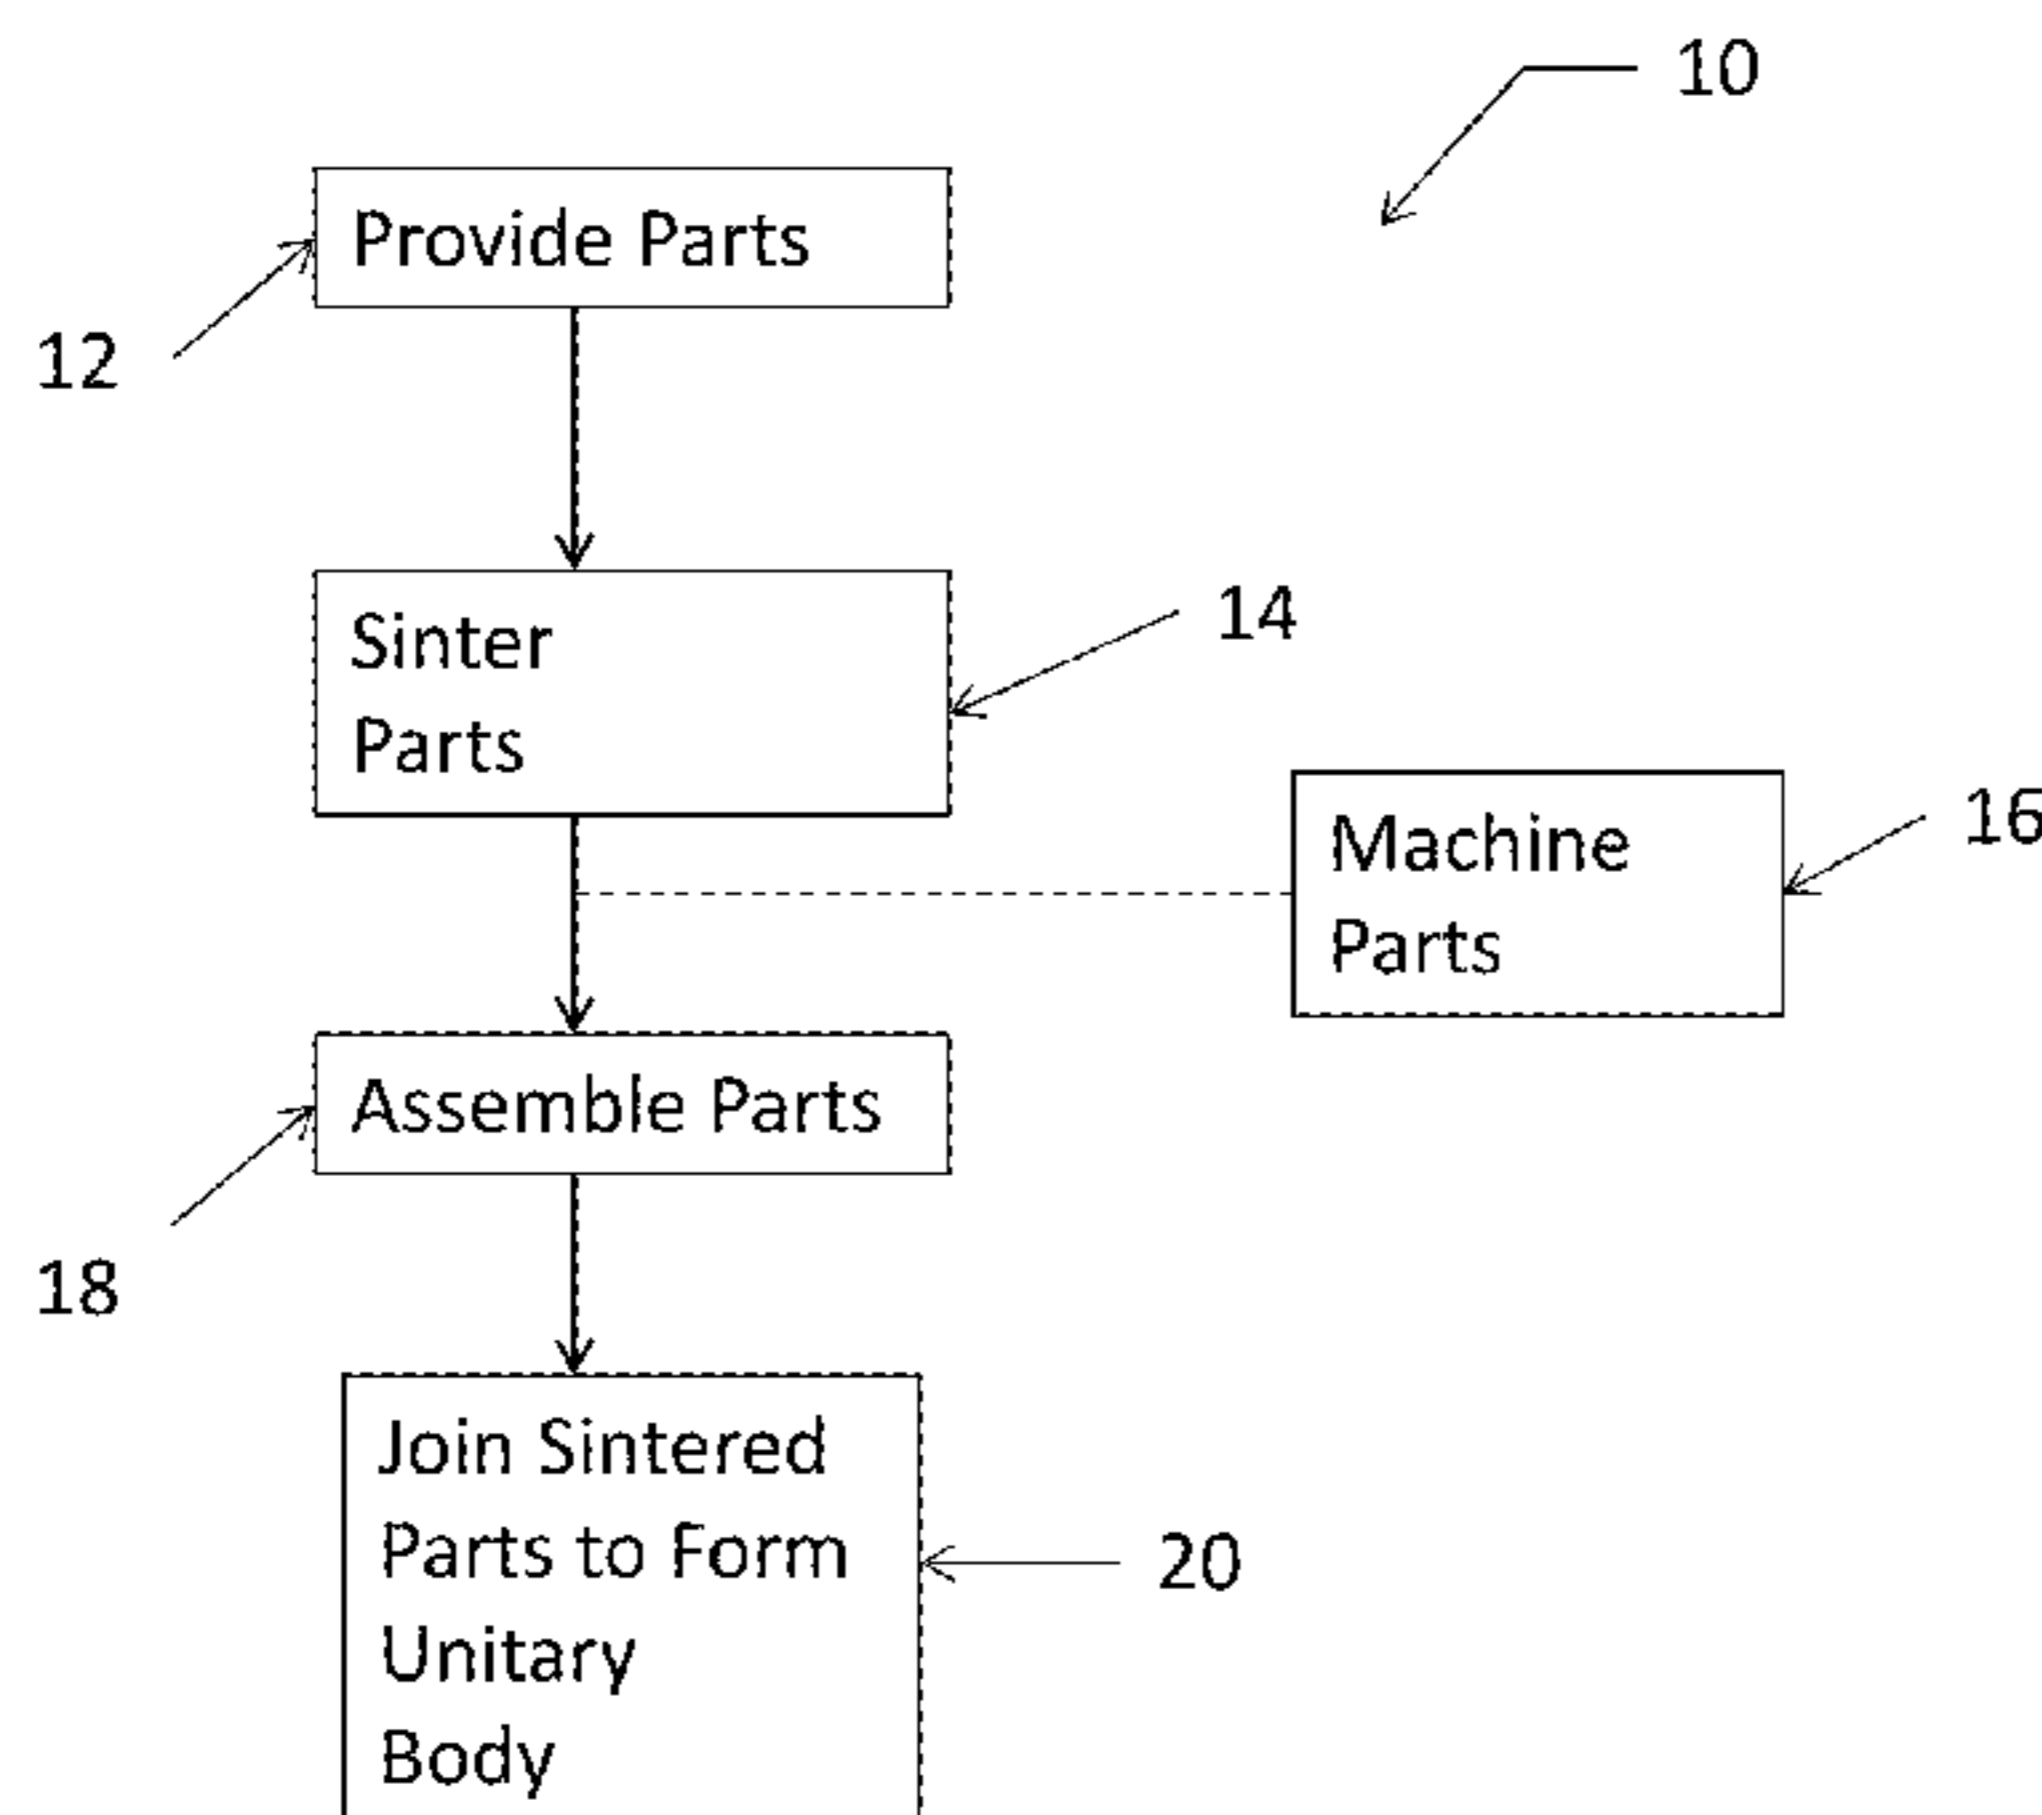 10
Provide Parts
12
Sinter
Parts
14
Machine
Parts
16
Assemble Parts
18
Join Sintered
Parts to Form
Unitary
Body
20